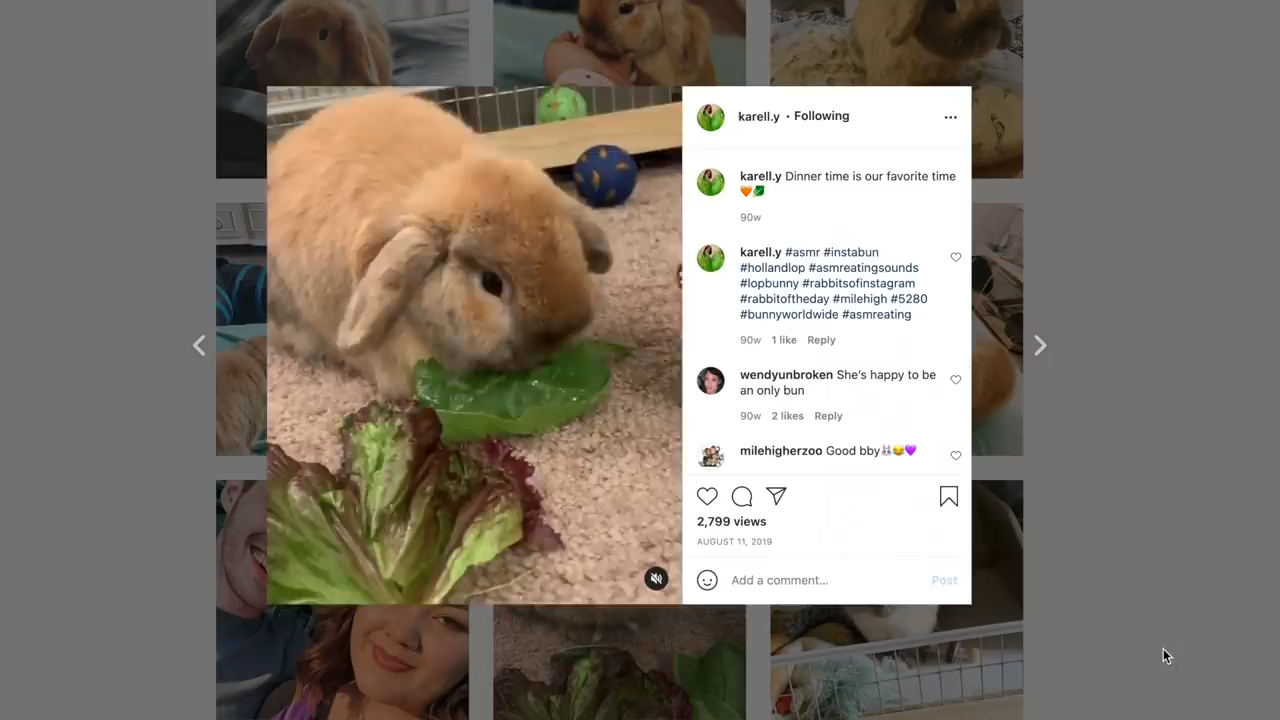 karell.y • Following
karell.y Dinner time is our favorite time
🧡🥬
90w
karell.y #asmr #instabun
#hollandlop #asmreatingsounds
#lopbunny #rabbitsofinstagram
#rabbitoftheday #milehigh #5280
#bunnyworldwide #asmreating
90w 1 like Reply
wendyunbroken She's happy to be
an only bun
90w 2 likes Reply
milehigherzoo Good bby🐰😂💜
2,799 views
AUGUST 11, 2019
Add a comment... Post